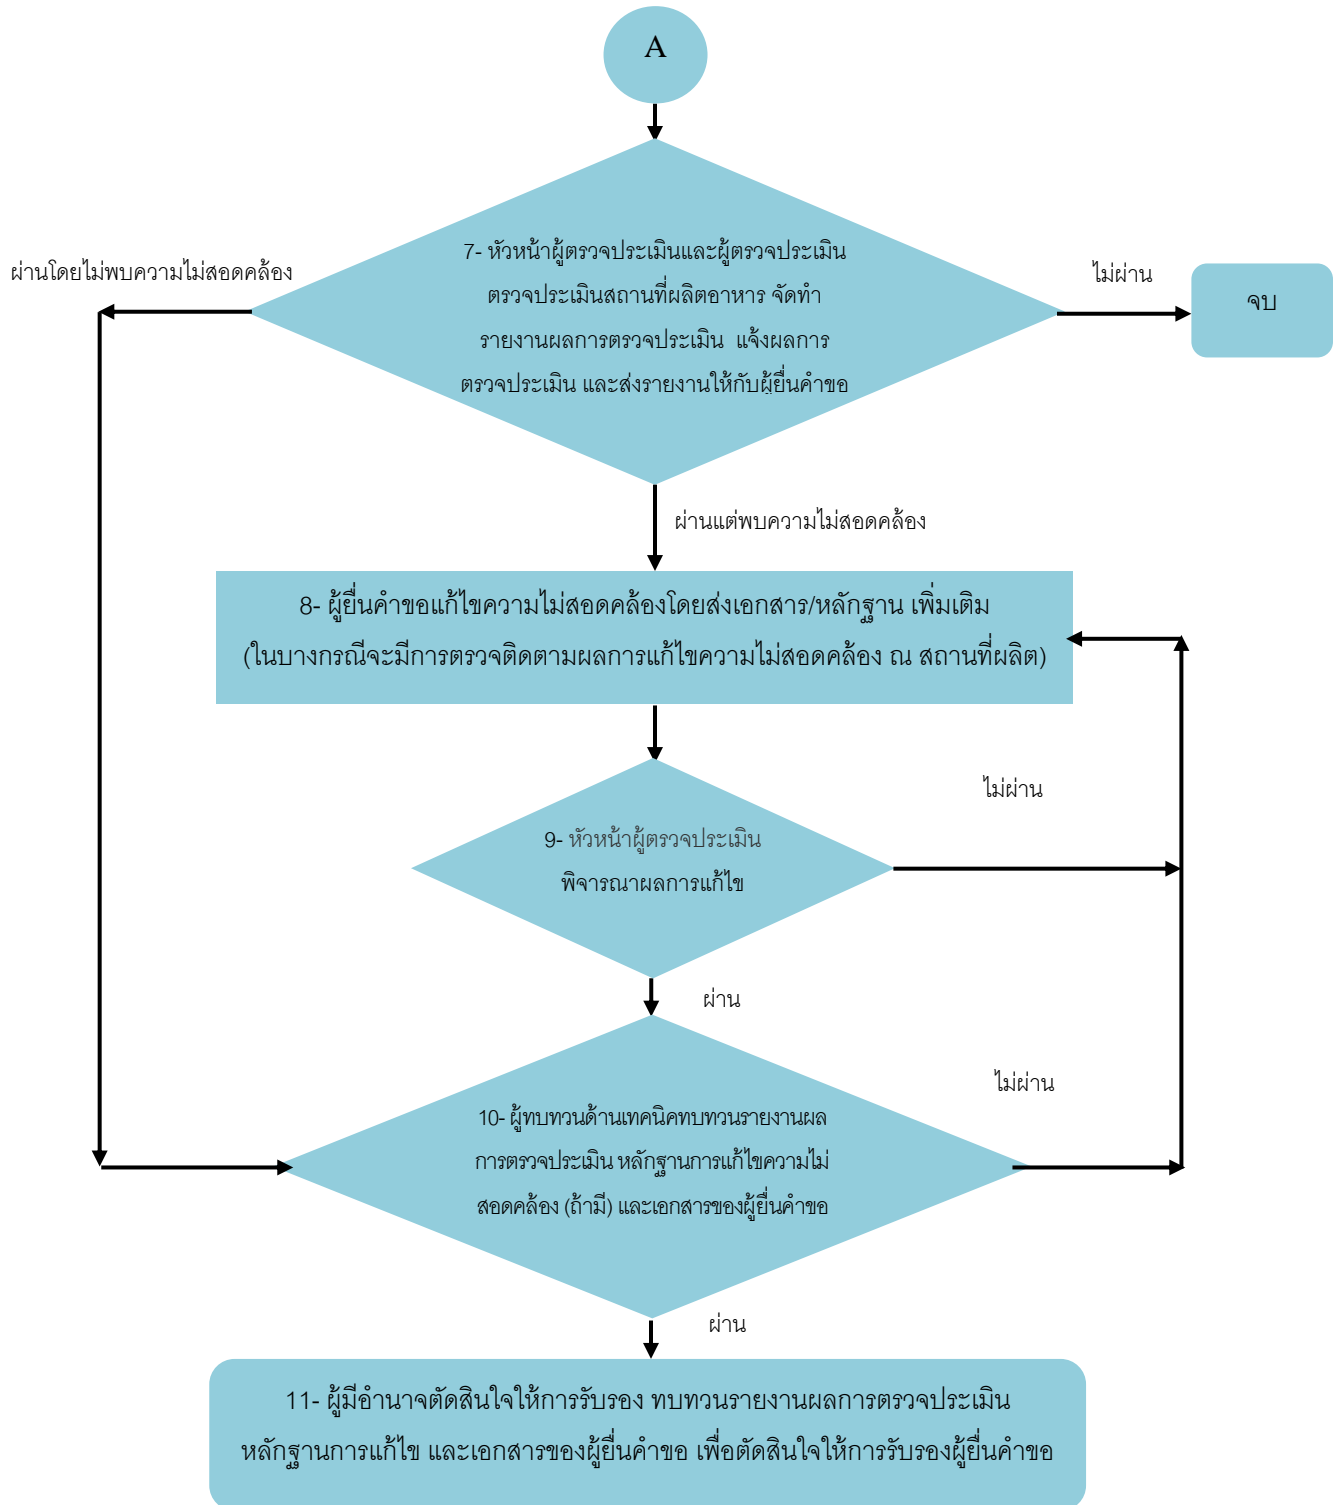 A
7- หัวหน้าผู้ตรวจประเมินและผู้ตรวจประเมิน
ตรวจประเมินสถานที่ผลิตอาหาร จัดทำ
รายงานผลการตรวจประเมิน แจ้งผลการ
ตรวจประเมิน และส่งรายงานให้กับผู้ยื่นคำขอ
ผ่านโดยไม่พบความไม่สอดคล้อง
ไม่ผ่าน
จบ
ผ่านแต่พบความไม่สอดคล้อง
8- ผู้ยื่นคำขอแก้ไขความไม่สอดคล้องโดยส่งเอกสาร/หลักฐาน เพิ่มเติม
(ในบางกรณีจะมีการตรวจติดตามผลการแก้ไขความไม่สอดคล้อง ณ สถานที่ผลิต)
ไม่ผ่าน
9- หัวหน้าผู้ตรวจประเมิน
พิจารณาผลการแก้ไข
ผ่าน
ไม่ผ่าน
10- ผู้ทบทวนด้านเทคนิคทบทวนรายงานผล
การตรวจประเมิน หลักฐานการแก้ไขความไม่
สอดคล้อง (ถ้ามี) และเอกสารของผู้ยื่นคำขอ
ผ่าน
11- ผู้มีอำนาจตัดสินใจให้การรับรอง ทบทวนรายงานผลการตรวจประเมิน
หลักฐานการแก้ไข และเอกสารของผู้ยื่นคำขอ เพื่อตัดสินใจให้การรับรองผู้ยื่นคำขอ